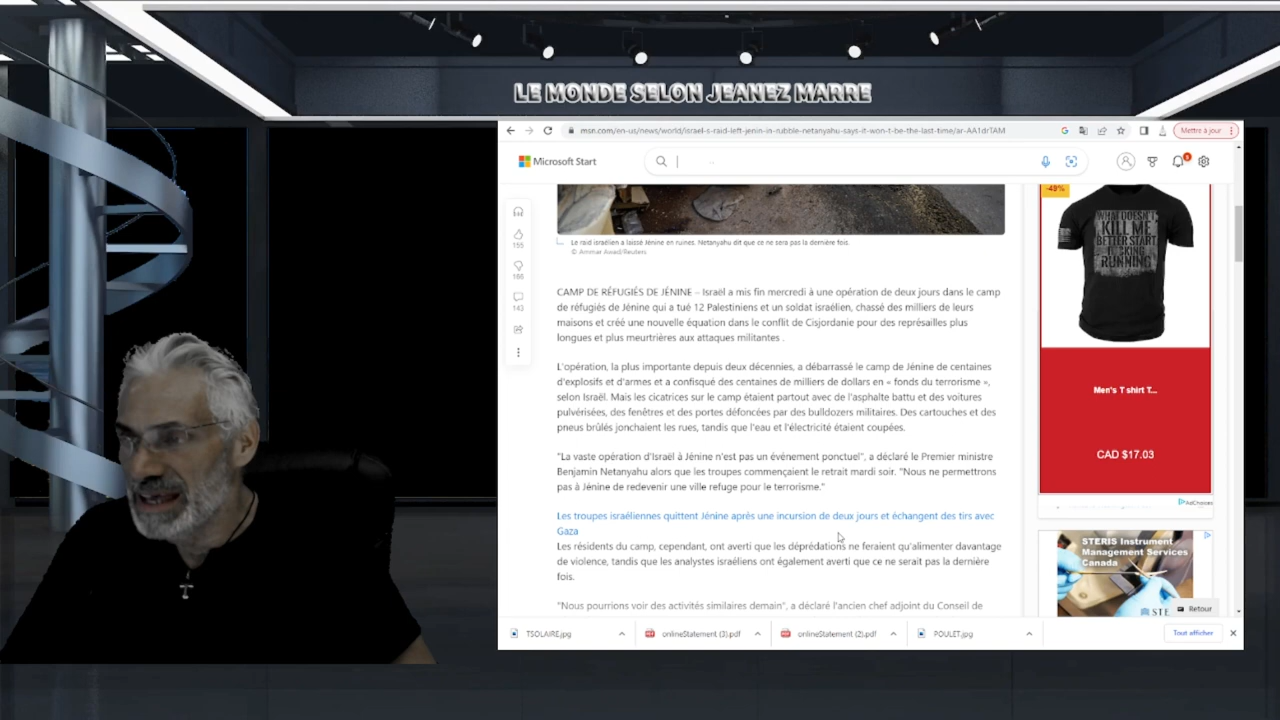 LE MONDE SELON JEANEZ MARRE
msn.com/en-us/news/world/israel-s-raid-left-jenin-in-rubble-netanyahu-says-it-won-t-be-the-last-time/ar-AA1drTAM
Mettre à jour
Microsoft Start
Le raid israélien a laissé Jénine en ruines. Netanyahu dit que ce ne sera pas la dernière fois.
© Ammar Awad/Reuters
155
188
143
CAMP DE RÉFUGIÉS DE JÉNINE – Israël a mis fin mercredi à une opération de deux jours dans le camp
de réfugiés de Jénine qui a tué 12 Palestiniens et un soldat israélien, chassé des milliers de leurs
maisons et créé une nouvelle équation dans le conflit de Cisjordanie pour des représailles plus
longues et plus meurtrières aux attaques militantes .
L'opération, la plus importante depuis deux décennies, a débarrassé le camp de Jénine de centaines
d'explosifs et d'armes et a confisqué des centaines de milliers de dollars en « fonds du terrorisme »,
selon Israël. Mais les cicatrices sur le camp étaient partout avec de l'asphalte battu et des voitures
pulvérisées, des fenêtres et des portes défoncées par des bulldozers militaires. Des cartouches et des
pneus brûlés jonchaient les rues, tandis que l'eau et l'électricité étaient coupées.
"La vaste opération d'Israël à Jénine n'est pas un événement ponctuel", a déclaré le Premier ministre
Benjamin Netanyahu alors que les troupes commençaient le retrait mardi soir. "Nous ne permettrons
pas à Jénine de redevenir une ville refuge pour le terrorisme."
Les troupes israéliennes quittent Jénine après une incursion de deux jours et échangent des tirs avec
Gaza
Les résidents du camp, cependant, ont averti que les déprédations ne feraient qu'alimenter davantage
de violence, tandis que les analystes israéliens ont également averti que ce ne serait pas la dernière
fois.
"Nous pourrions voir des activités similaires demain", a déclaré l'ancien chef adjoint du Conseil de
-49%
WHAT DOESN'T
KILL ME
BETTER START
RUNNING
Men's T shirt T...
CAD $17.03
AdChoices
STERIS Instrument
Management Services
Canada
STE
Retour
TSOLAIRE.jpg
onlineStatement (3).pdf
onlineStatement (2).pdf
POULET.jpg
Tout afficher